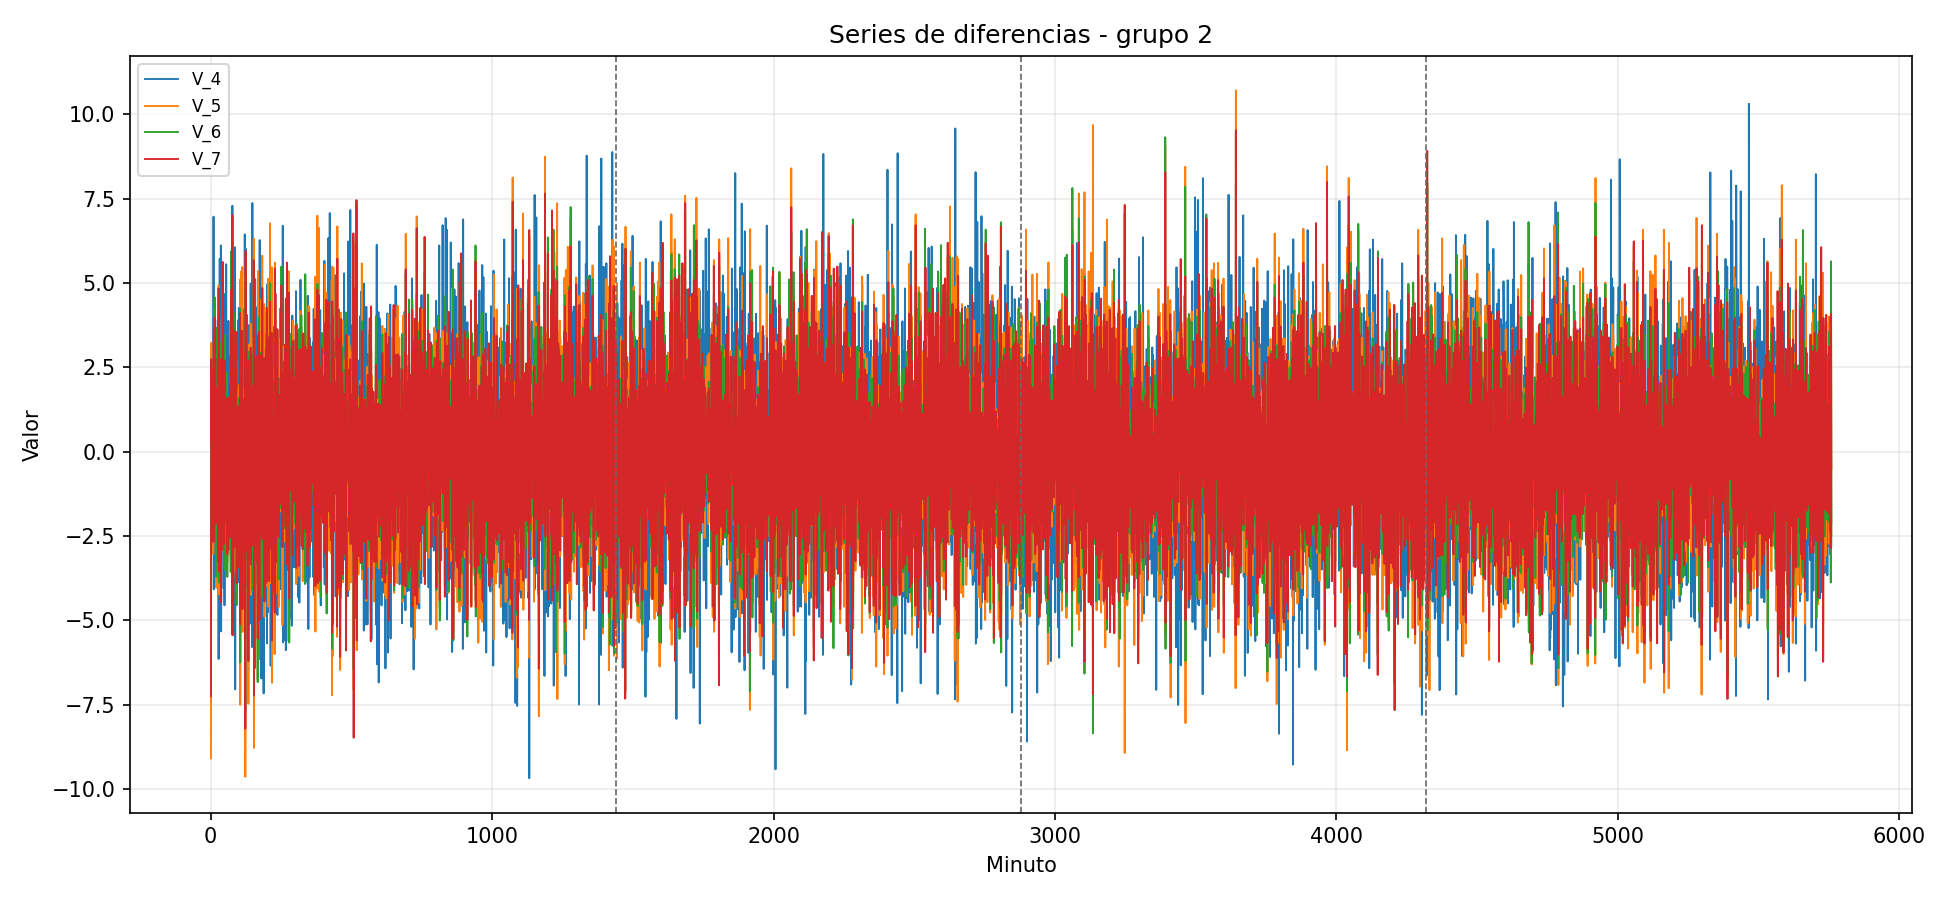 Series de diferencias - grupo 2
V_4
V_5
V_6
V_7
10.0
7.5
5.0
2.5
0.0
−2.5
−5.0
−7.5
−10.0
Valor
0 1000 2000 3000 4000 5000 6000
Minuto